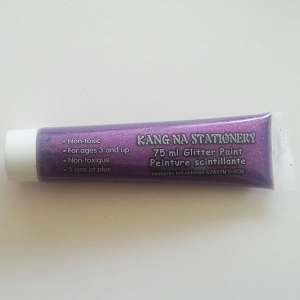 • Non-toxic
• For ages 3 and up
• Non-toxique
• 3 ans et plus
KANG NA STATIONERY
75 ml Glitter Paint
Peinture scintillante